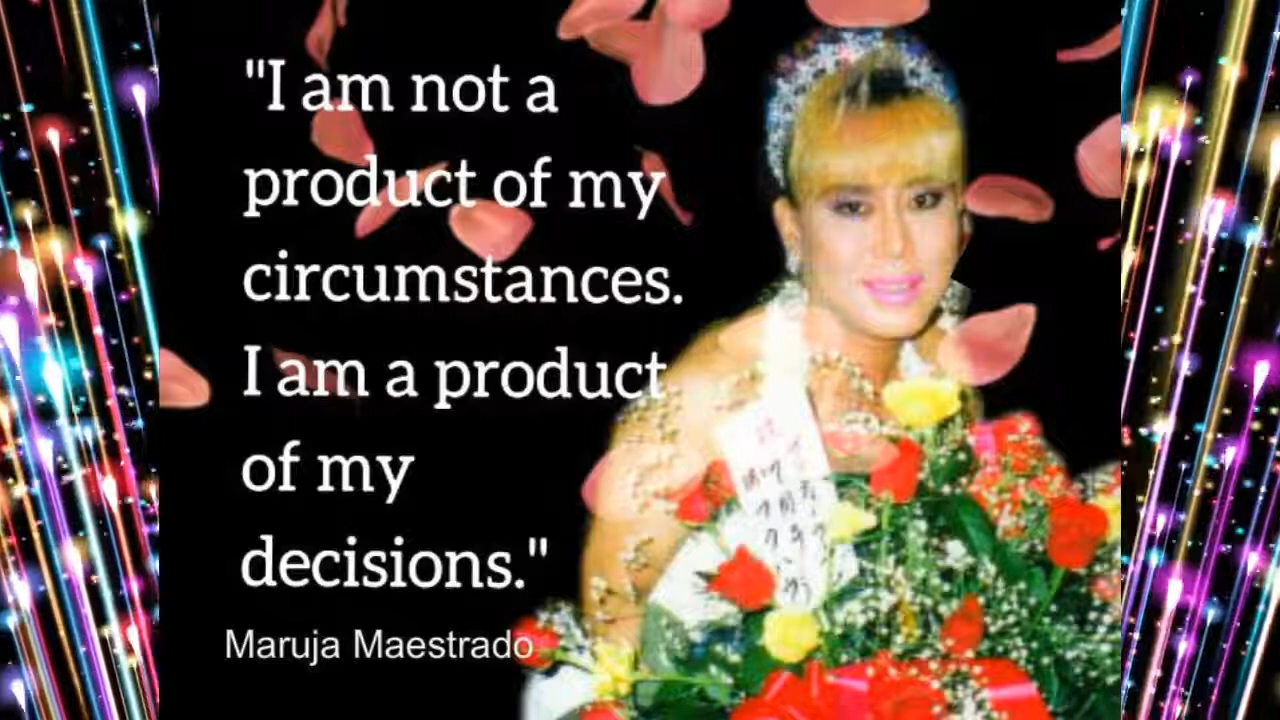 "I am not a
product of my
circumstances.
I am a product
of my
decisions."
Maruja Maestrado